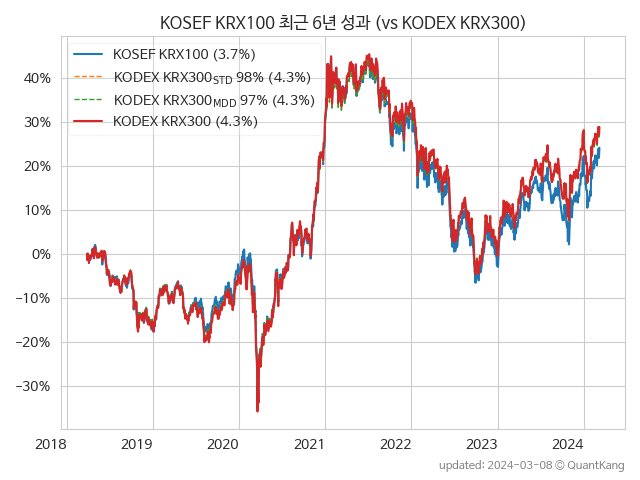 KOSEF KRX100 최근 6년 성과 (vs KODEX KRX300)
KOSEF KRX100 (3.7%)
KODEX KRX300STD 98% (4.3%)
KODEX KRX300MDD 97% (4.3%)
KODEX KRX300 (4.3%)
40%
30%
20%
10%
0%
−10%
−20%
−30%
2018 2019 2020 2021 2022 2023 2024
updated: 2024-03-08 © QuantKang